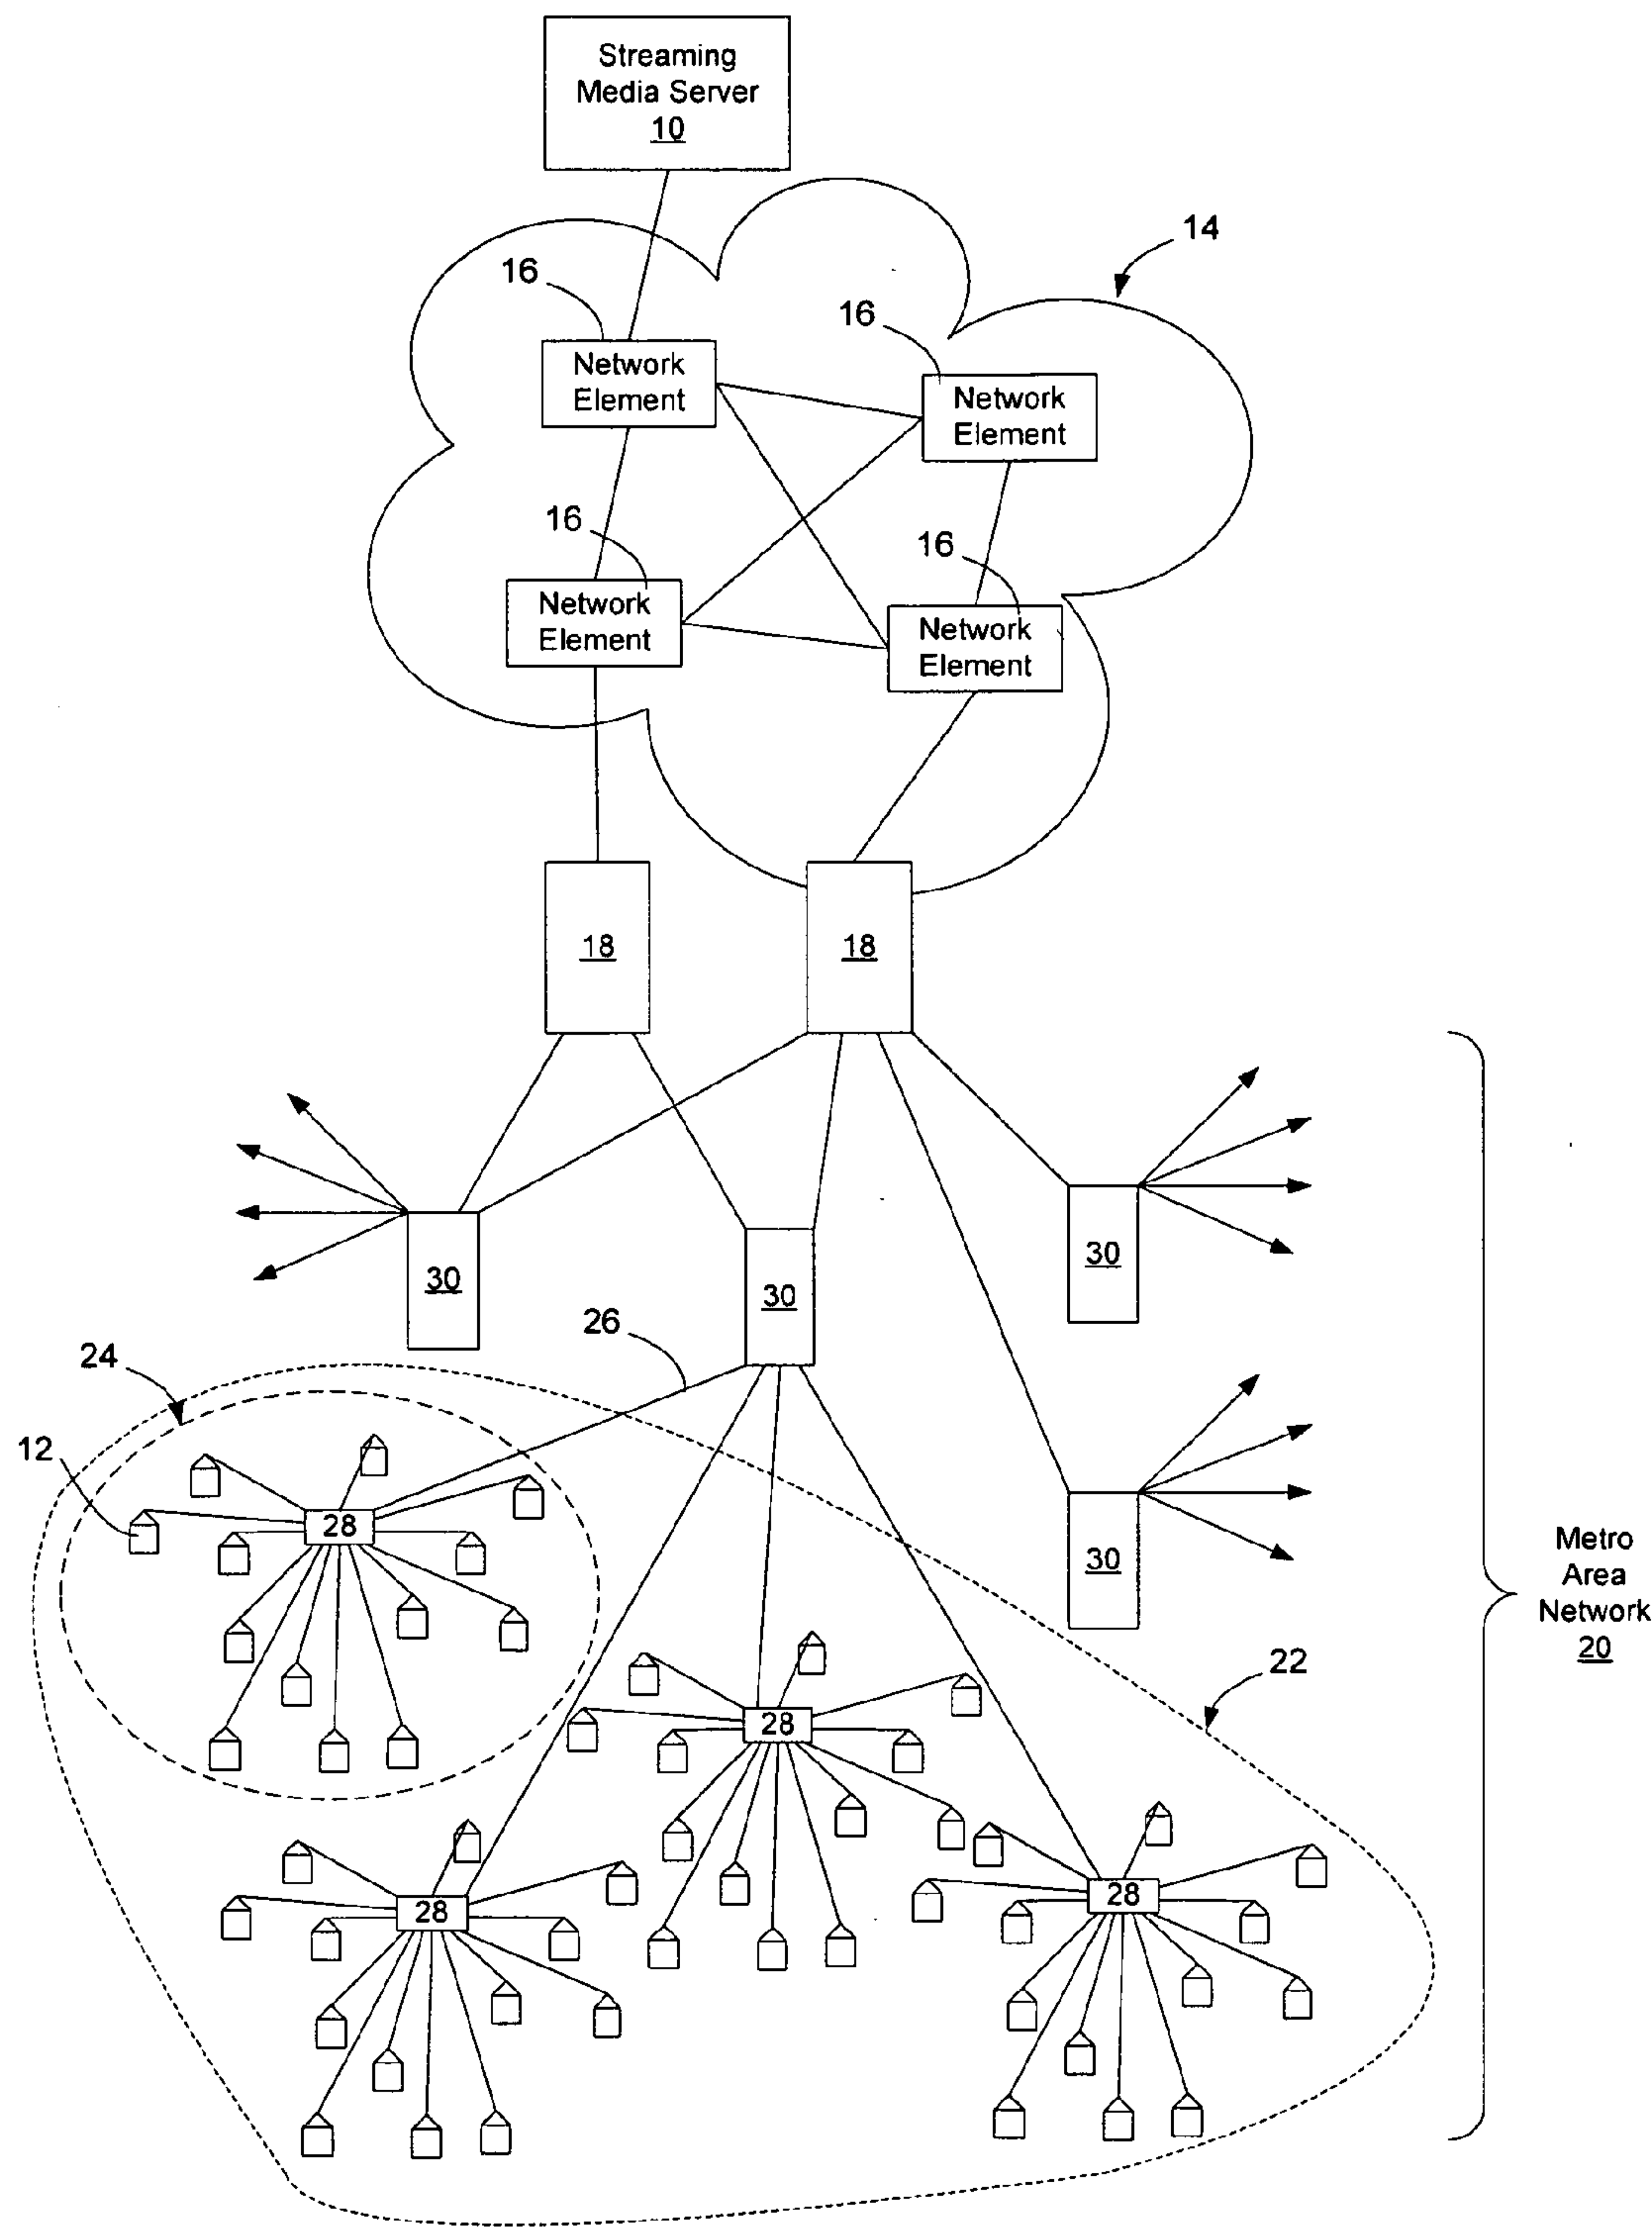 Streaming
Media Server
10
14
16
16
Network
Element
Network
Element
16
16
Network
Element
Network
Element
18
18
30
30
30
26
24
12
28
30
Metro
Area
Network
20
22
28
28
28